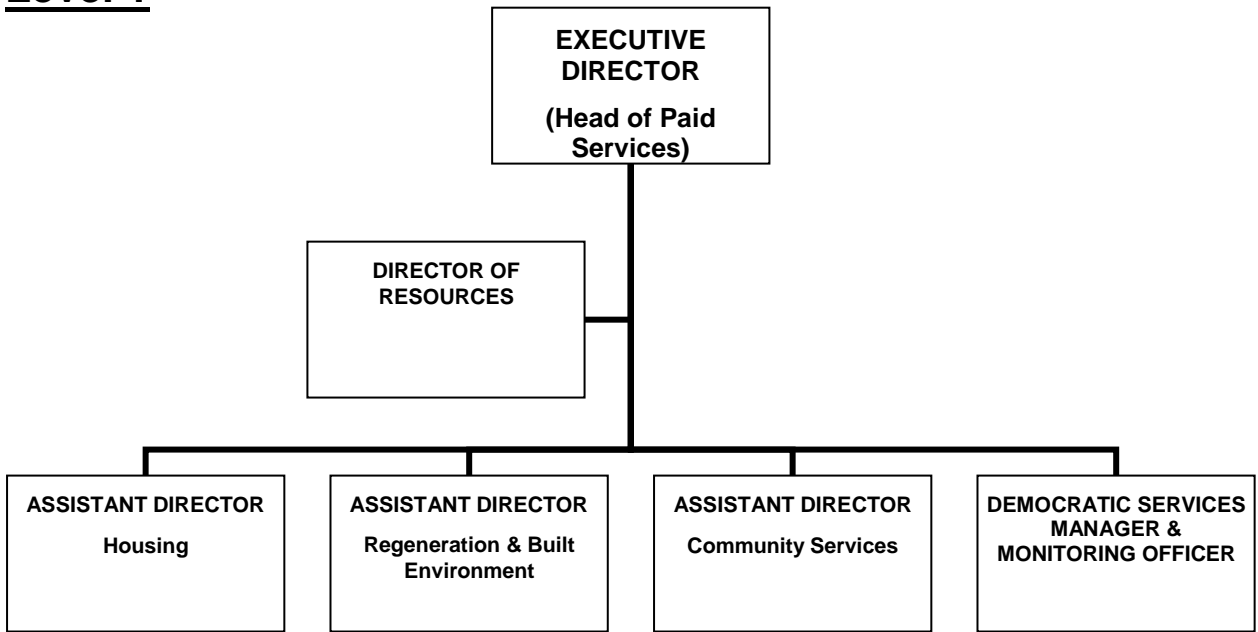 EXECUTIVE
DIRECTOR
(Head of Paid
Services)
DIRECTOR OF
RESOURCES
ASSISTANT DIRECTOR
Housing
ASSISTANT DIRECTOR
Regeneration & Built
Environment
ASSISTANT DIRECTOR
Community Services
DEMOCRATIC SERVICES
MANAGER &
MONITORING OFFICER